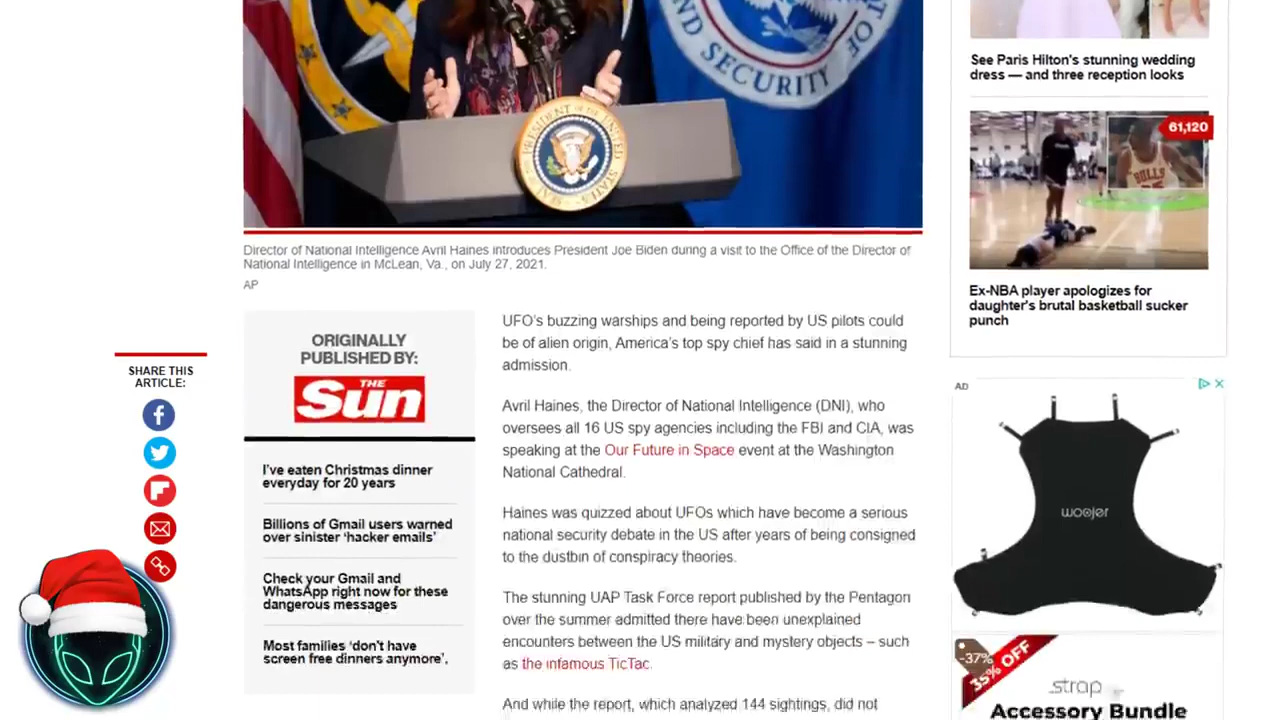 AND SECURITY
OF
PRESIDENT OF THE UNITED
SEAL
STATES
Director of National Intelligence Avril Haines introduces President Joe Biden during a visit to the Office of the Director of
National Intelligence in McLean, Va., on July 27, 2021.
AP
SHARE THIS
ARTICLE:
ORIGINALLY
PUBLISHED BY:
THE
Sun
I've eaten Christmas dinner
everyday for 20 years
Billions of Gmail users warned
over sinister ‘hacker emails’
Check your Gmail and
WhatsApp right now for these
dangerous messages
Most families ‘don't have
screen free dinners anymore’,
UFO’s buzzing warships and being reported by US pilots could
be of alien origin, America’s top spy chief has said in a stunning
admission.
Avril Haines, the Director of National Intelligence (DNI), who
oversees all 16 US spy agencies including the FBI and CIA, was
speaking at the Our Future in Space event at the Washington
National Cathedral.
Haines was quizzed about UFOs which have become a serious
national security debate in the US after years of being consigned
to the dustbin of conspiracy theories.
The stunning UAP Task Force report published by the Pentagon
over the summer admitted there have been unexplained
encounters between the US military and mystery objects – such
as the infamous TicTac.
And while the report, which analyzed 144 sightings, did not
See Paris Hilton's stunning wedding
dress — and three reception looks
61,120
BULLS
Ex-NBA player apologizes for
daughter's brutal basketball sucker
punch
AD
woojer
-37%
35% OFF
strap
Accessory Bundle